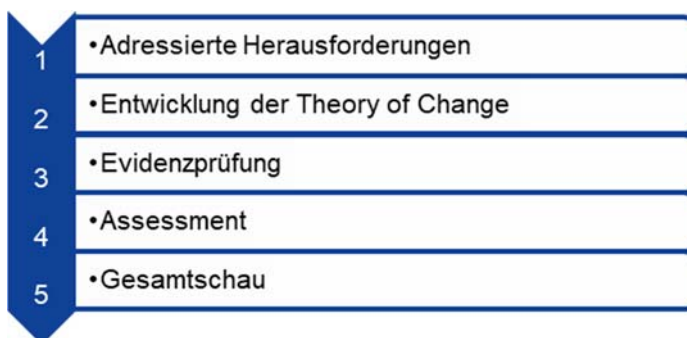 1
•Adressierte Herausforderungen
2
•Entwicklung der Theory of Change
3
•Evidenzprüfung
4
•Assessment
5
•Gesamtschau